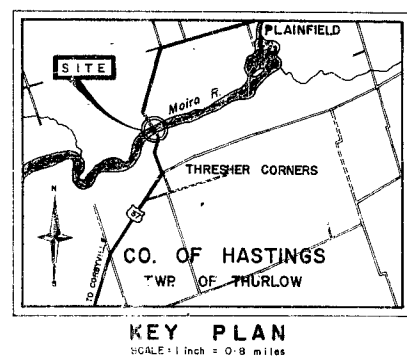 PLAINFIELD
SITE
Moira R.
THRESHER CORNERS
N
37
TO CORBYVILLE
CO. OF HASTINGS
TWP. OF THURLOW
KEY PLAN
SCALE: 1 inch = 0.8 miles